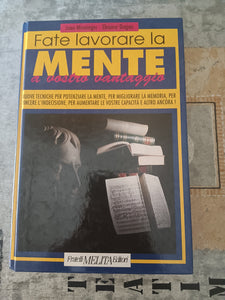 Fate lavorare la
MENTE
a vostro vantaggio
NUOVE TECNICHE PER POTENZIARE LA MENTE, PER MIGLIORARE LA MEMORIA, PER
VINCERE L'INDECISIONE, PER AUMENTARE LE VOSTRE CAPACITÀ E ALTRO ANCORA!
Fratelli MELITA Editori